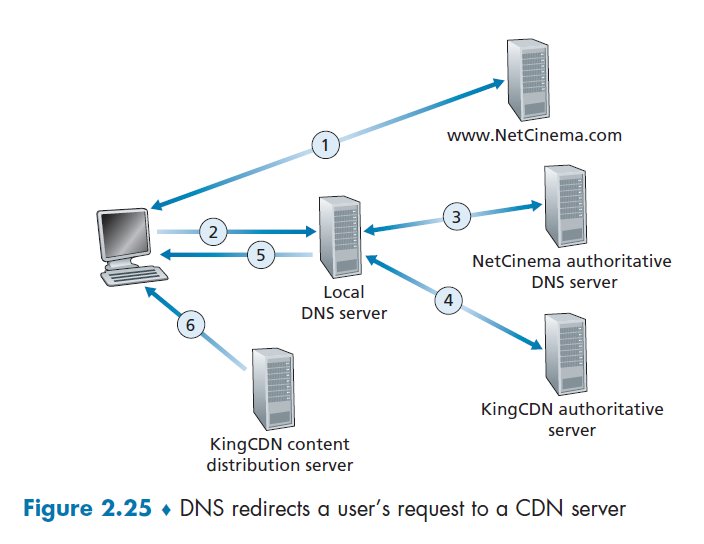 www.NetCinema.com
1
2
3
5
NetCinema authoritative
DNS server
Local
DNS server
4
6
KingCDN authoritative
server
KingCDN content
distribution server
Figure 2.25 ♦ DNS redirects a user’s request to a CDN server